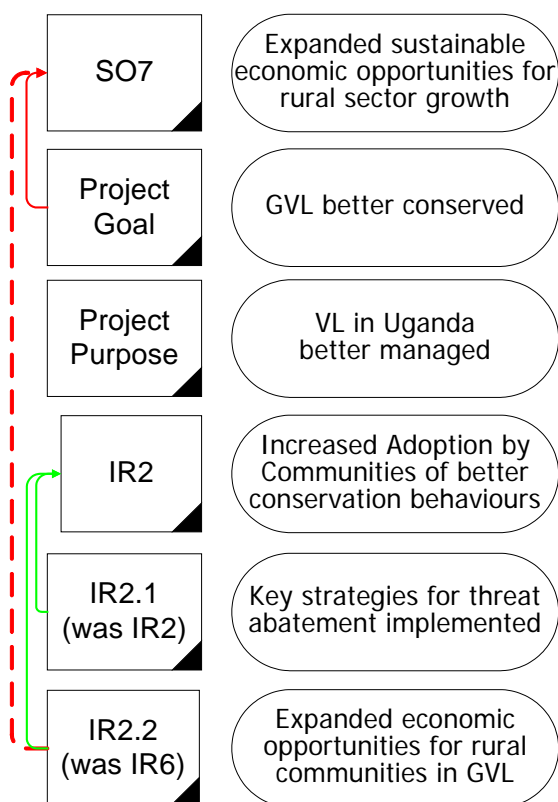 SO7
Expanded sustainable
economic opportunities for
rural sector growth
Project
Goal
GVL better conserved
Project
Purpose
VL in Uganda
better managed
IR2
Increased Adoption by
Communities of better
conservation behaviours
IR2.1
(was IR2)
Key strategies for threat
abatement implemented
IR2.2
(was IR6)
Expanded economic
opportunities for rural
communities in GVL